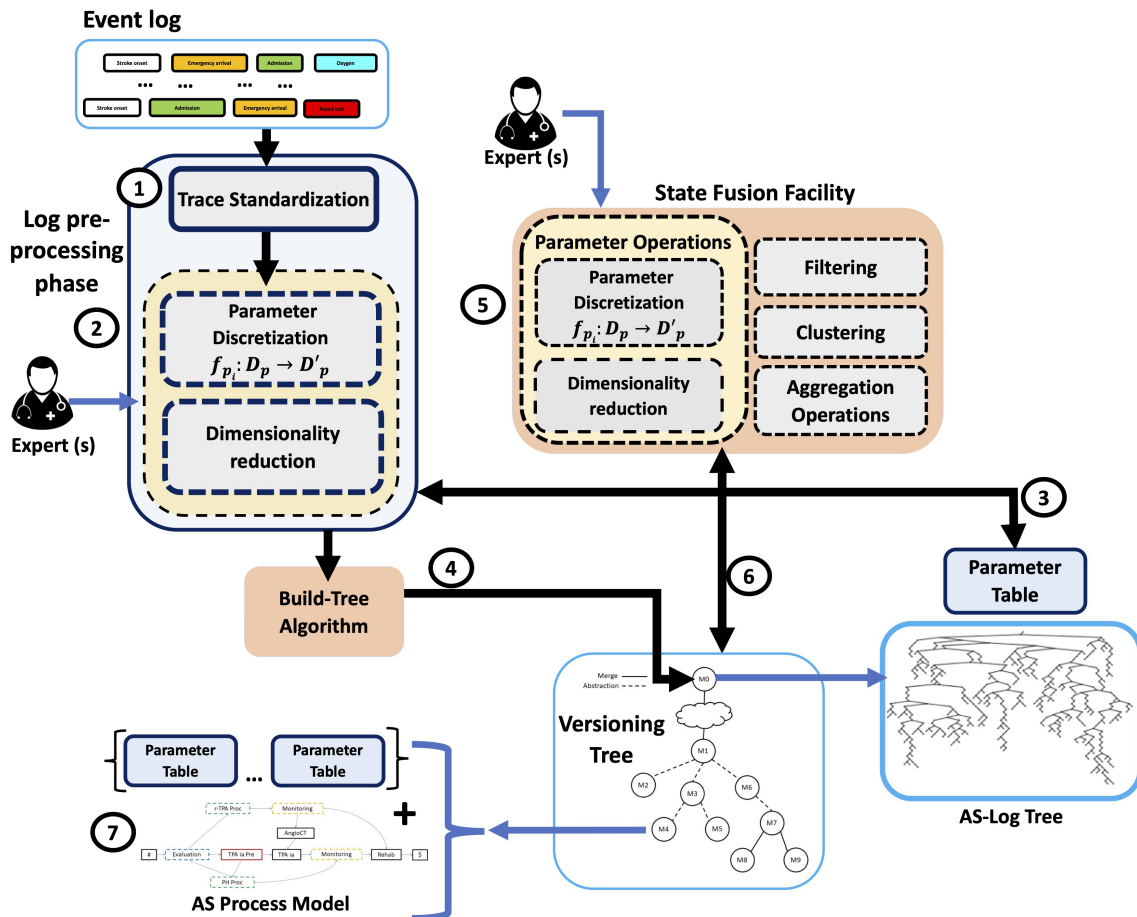 Event log
Stroke onset
Emergency arrival
Admission
Oxygen
... ... ... ...
Stroke onset
Admission
Emergency arrival
Blood test
1
Trace Standardization
Log pre-
processing
phase
2
Parameter
Discretization
f_{p_i}: D_p → D'_p
Dimensionality
reduction
Expert (s)
Expert (s)
State Fusion Facility
5
Parameter Operations
Parameter
Discretization
f_{p_i}: D_p → D'_p
Dimensionality
reduction
Filtering
Clustering
Aggregation
Operations
3
Parameter
Table
4
Build-Tree
Algorithm
6
Merge
Abstraction
Versioning
Tree
M0
M1
M2
M3
M6
M4
M5
M7
M8
M9
AS-Log Tree
{ Parameter
Table
...
Parameter
Table }
+
7
r-TPA Proc
Monitoring
AngioCT
#
Evaluation
TPA ia Pre
TPA ia
Monitoring
Rehab
$
PH Proc
AS Process Model